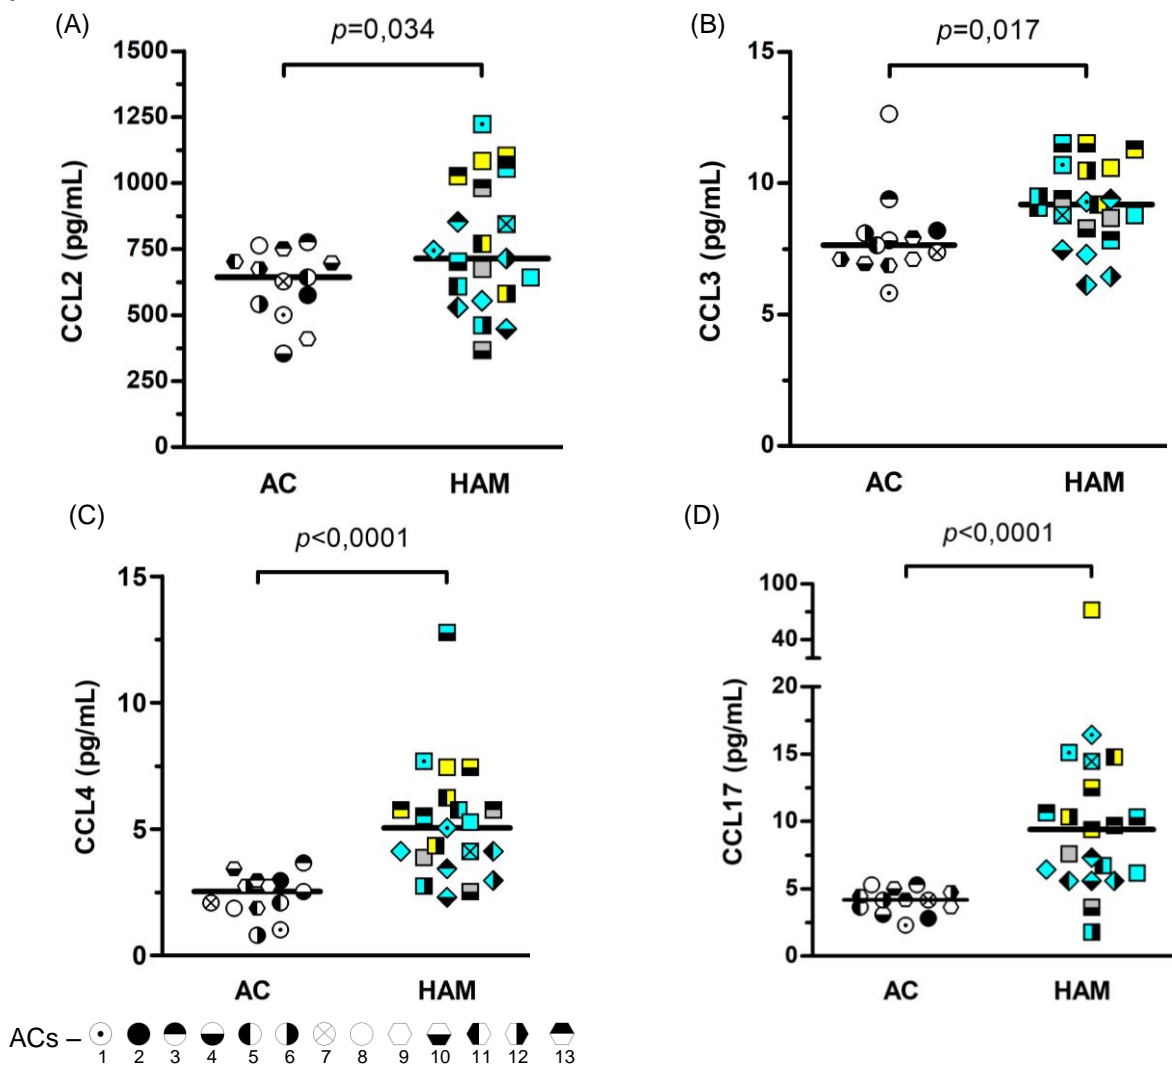 (A)
p=0,034
1500
1250
1000
750
500
250
0
CCL2 (pg/mL)
AC HAM
(B)
p=0,017
15
10
5
0
CCL3 (pg/mL)
AC HAM
(C)
p<0,0001
15
10
5
0
CCL4 (pg/mL)
AC HAM
(D)
p<0,0001
100
40
20
15
10
5
0
CCL17 (pg/mL)
AC HAM
ACs –
1 2 3 4 5 6 7 8 9 10 11 12 13